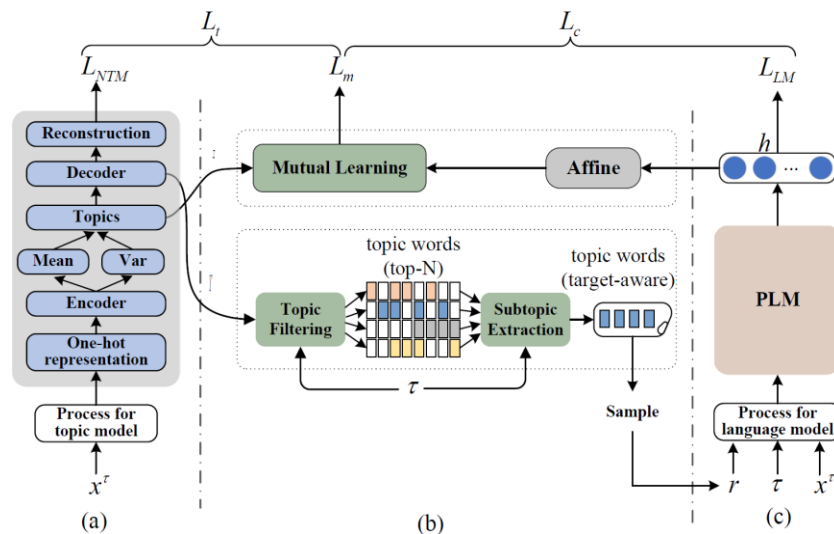 L_t
L_c
L_NTM
L_m
L_LM
Reconstruction
Decoder
Topics
Mean
Var
Encoder
One-hot
representation
Process for
topic model
x^τ
(a)
Mutual Learning
Affine
topic words
(top-N)
topic words
(target-aware)
Topic
Filtering
Subtopic
Extraction
τ
Sample
(b)
h
...
PLM
Process for
language model
r
τ
x^τ
(c)